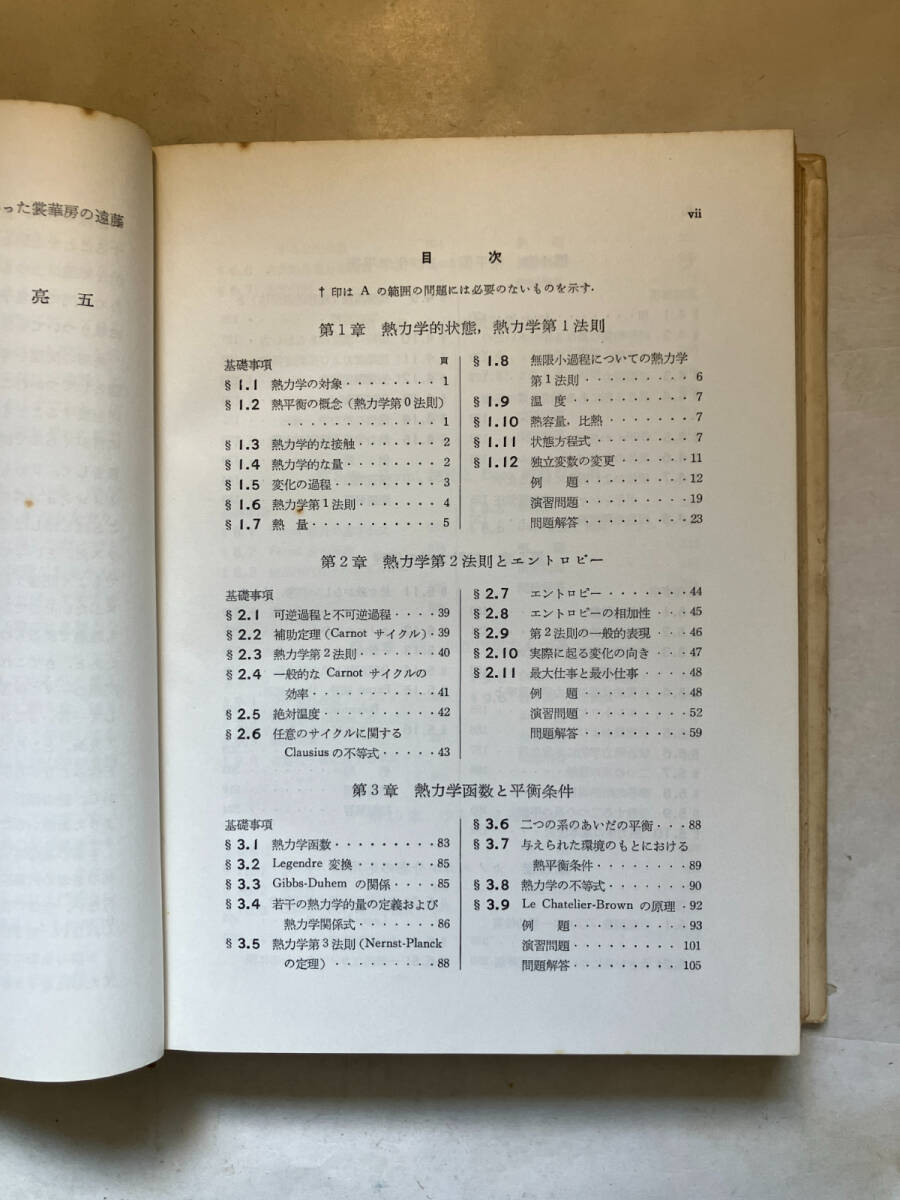 った裳華房の遠藤
亮五
vii
目次
† 印は A の範囲の問題には必要のないものを示す.
第1章 熱力学的状態, 熱力学第1法則
基礎事項 頁
§ 1.1 熱力学の対象 ········ 1
§ 1.2 熱平衡の概念 (熱力学第0法則)
············· 1
§ 1.3 熱力学的な接触 ······· 2
§ 1.4 熱力学的な量 ········ 2
§ 1.5 変化の過程 ········· 3
§ 1.6 熱力学第1法則 ······· 4
§ 1.7 熱量 ··········· 5
§ 1.8 無限小過程についての熱力学
第1法則 ········ 6
§ 1.9 温度 ·········· 7
§ 1.10 熱容量, 比熱 ······· 7
§ 1.11 状態方程式 ········ 7
§ 1.12 独立変数の変更 ······ 11
例題 ········· 12
演習問題 ········· 19
問題解答 ········· 23
第2章 熱力学第2法則とエントロピー
基礎事項
§ 2.1 可逆過程と不可逆過程 ···· 39
§ 2.2 補助定理 (Carnot サイクル) · 39
§ 2.3 熱力学第2法則 ······· 40
§ 2.4 一般的な Carnot サイクルの
効率 ·········· 41
§ 2.5 絶対温度 ·········· 42
§ 2.6 任意のサイクルに関する
Clausius の不等式 ····· 43
§ 2.7 エントロピー ······· 44
§ 2.8 エントロピーの相加性 ··· 45
§ 2.9 第2法則の一般的表現 ··· 46
§ 2.10 実際に起る変化の向き ··· 47
§ 2.11 最大仕事と最小仕事 ···· 48
例題 ········· 48
演習問題 ········· 52
問題解答 ········· 59
第3章 熱力学函数と平衡条件
基礎事項
§ 3.1 熱力学函数 ········· 83
§ 3.2 Legendre 変換 ······· 85
§ 3.3 Gibbs-Duhem の関係 ···· 85
§ 3.4 若干の熱力学的量の定義および
熱力学関係式 ······ 86
§ 3.5 熱力学第3法則 (Nernst-Planck
の定理) ········· 88
§ 3.6 二つの系のあいだの平衡 ··· 88
§ 3.7 与えられた環境のもとにおける
熱平衡条件 ······· 89
§ 3.8 熱力学の不等式 ······ 90
§ 3.9 Le Chatelier-Brown の原理 · 92
例題 ········· 93
演習問題 ········· 101
問題解答 ········· 105